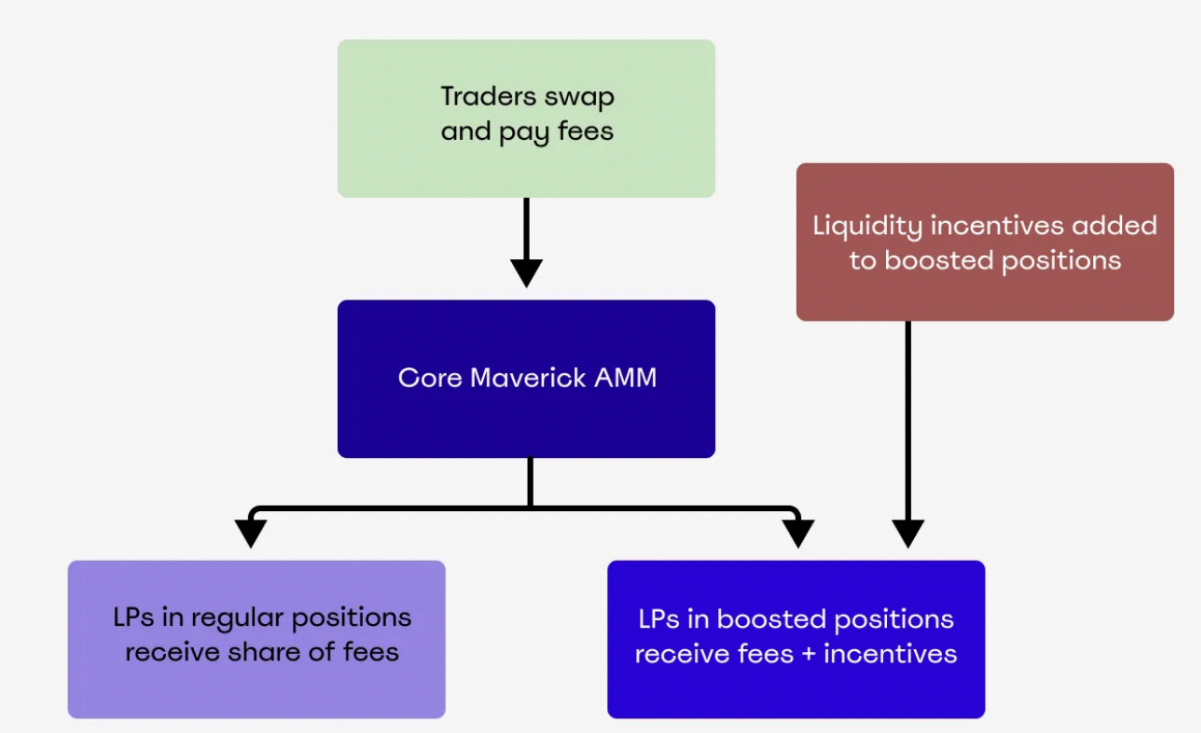 Traders swap
and pay fees
Liquidity incentives added
to boosted positions
Core Maverick AMM
LPs in regular positions
receive share of fees
LPs in boosted positions
receive fees + incentives